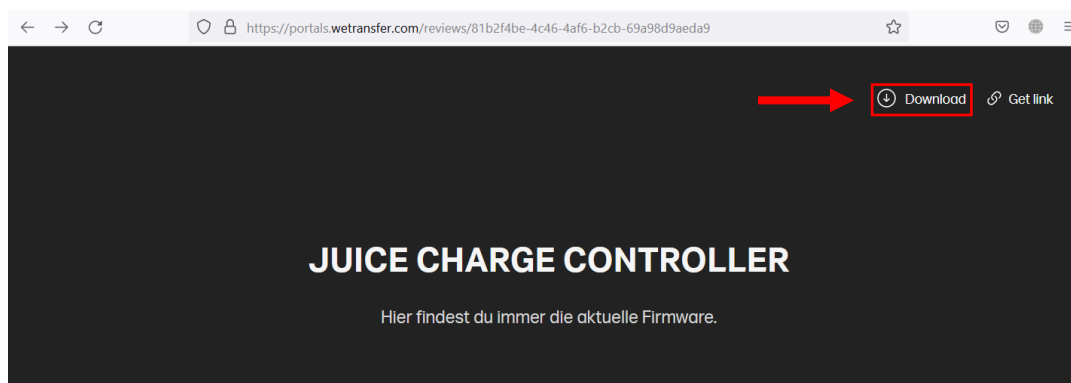 https://portals.wetransfer.com/reviews/81b2f4be-4c46-4af6-b2cb-69a98d9aeda9
Download Get link
JUICE CHARGE CONTROLLER
Hier findest du immer die aktuelle Firmware.